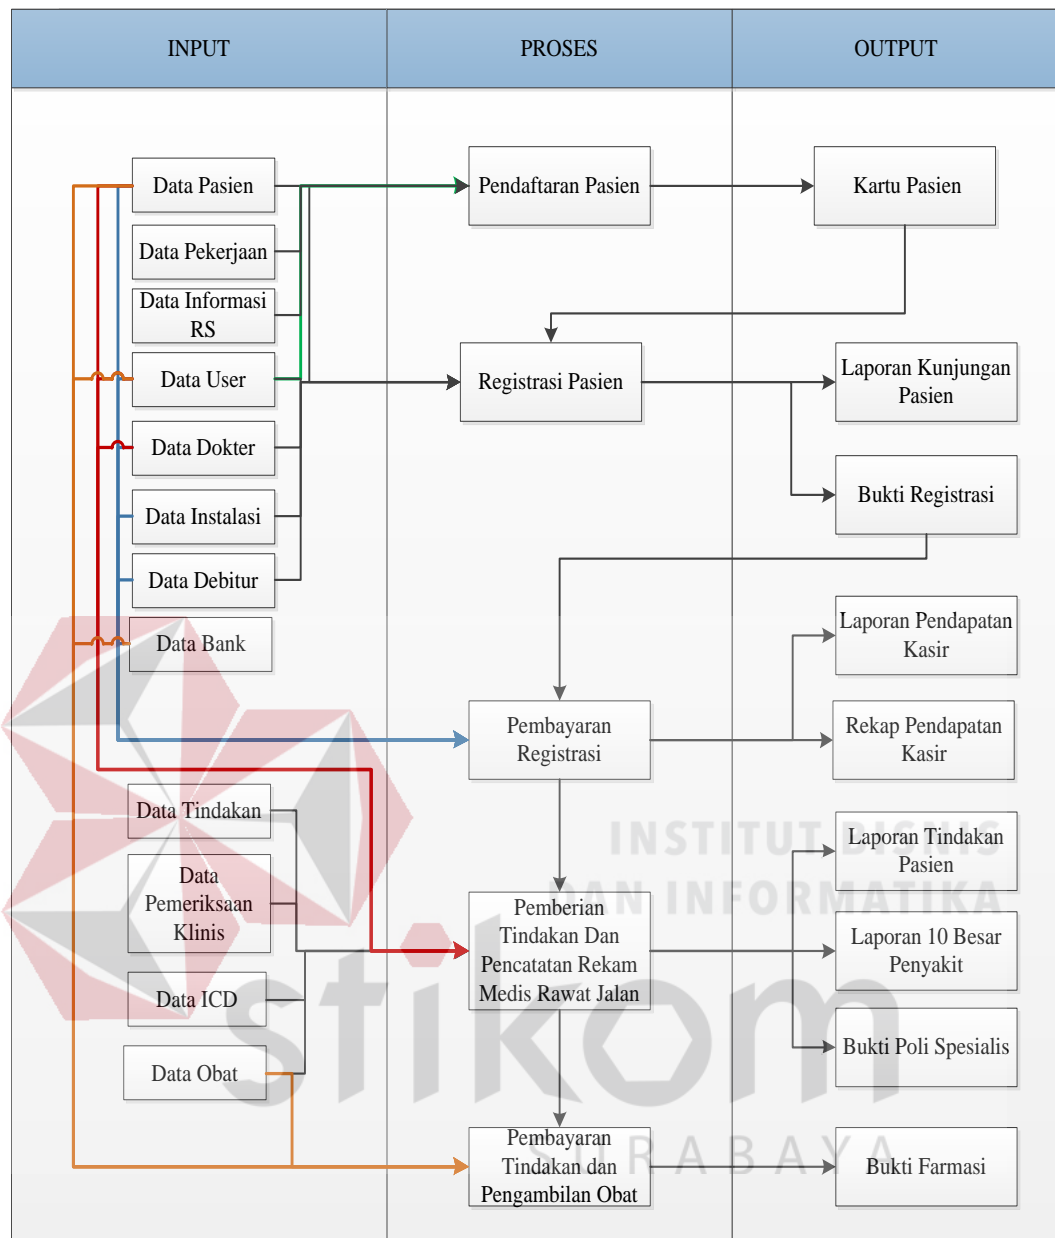 INPUT
PROSES
OUTPUT
Data Pasien
Pendaftaran Pasien
Kartu Pasien
Data Pekerjaan
Data Informasi
RS
Data User
Registrasi Pasien
Laporan Kunjungan
Pasien
Data Dokter
Data Instalasi
Bukti Registrasi
Data Debitur
Data Bank
Laporan Pendapatan
Kasir
Pembayaran
Registrasi
Rekap Pendapatan
Kasir
Data Tindakan
Laporan Tindakan
Pasien
Data
Pemeriksaan
Klinis
Pemberian
Tindakan Dan
Pencatatan Rekam
Medis Rawat Jalan
Laporan 10 Besar
Penyakit
Data ICD
Bukti Poli Spesialis
Data Obat
Pembayaran
Tindakan dan
Pengambilan Obat
Bukti Farmasi
INSTITUT BISNIS
DAN INFORMATIKA
stikom
SURABAYA